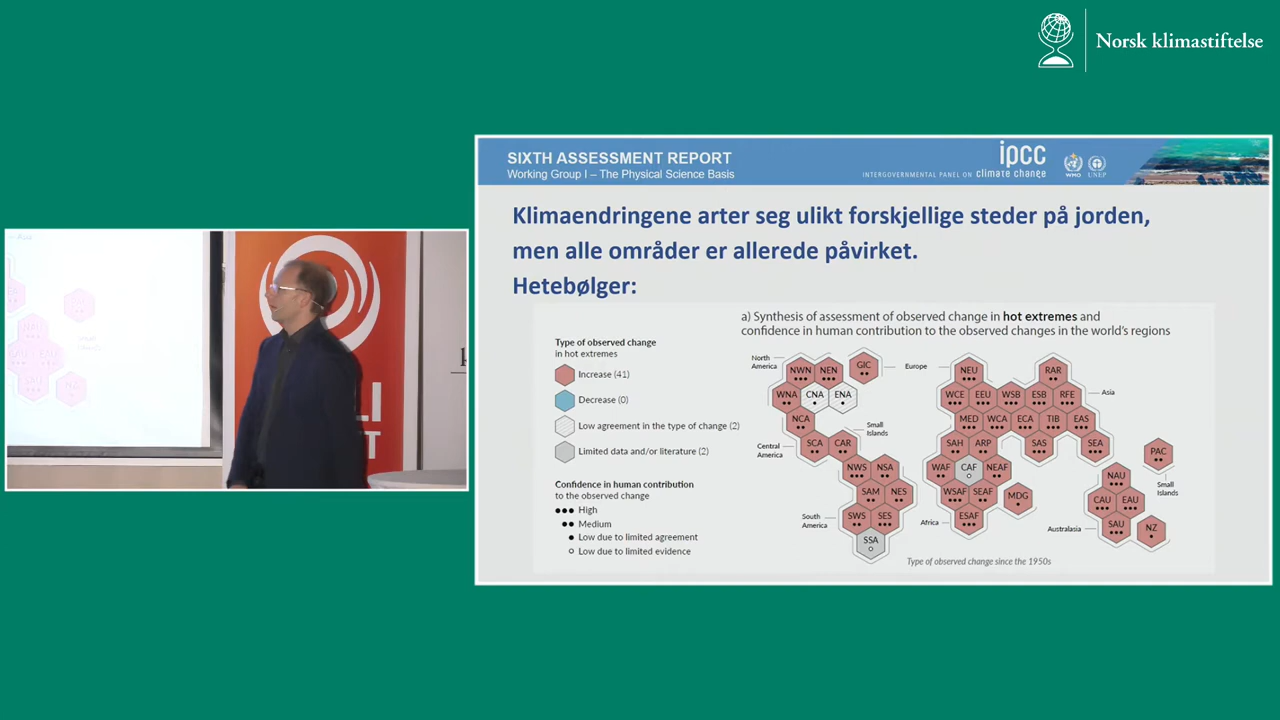 Norsk klimastiftelse
SIXTH ASSESSMENT REPORT
Working Group I – The Physical Science Basis
ipcc
INTERGOVERNMENTAL PANEL ON climate change
WMO
UNEP
Klimaendringene arter seg ulikt forskjellige steder på jorden,
men alle områder er allerede påvirket.
Hetebølger:
a) Synthesis of assessment of observed change in hot extremes and
confidence in human contribution to the observed changes in the world's regions
Type of observed change
in hot extremes
Increase (41)
Decrease (0)
Low agreement in the type of change (2)
Limited data and/or literature (2)
Confidence in human contribution
to the observed change
High
Medium
Low due to limited agreement
Low due to limited evidence
North
America
NWN NEN GIC
WNA CNA ENA
NCA
Central
America
SCA CAR
Small
Islands
NWS NSA
SAM NES
South
America
SWS SES
SSA
Europe
NEU RAR
WCE EEU WSB ESB RFE
Asia
MED WCA ECA TIB EAS
SAH ARP SAS SEA
WAF CAF NEAF
WSAF SEAF MDG
Africa
ESAF
PAC
Small
Islands
NAU
CAU EAU
Australasia
SAU NZ
Type of observed change since the 1950s